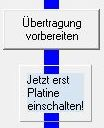 Übertragung
vorbereiten
Jetzt erst
Platine
einschalten!